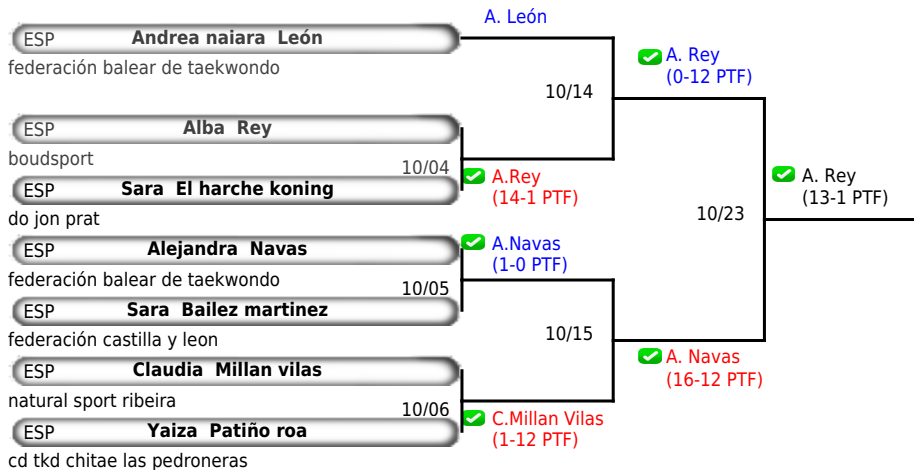 A. León
ESP Andrea naiara León
federación balear de taekwondo
A. Rey
(0-12 PTF)
10/14
ESP Alba Rey
boudsport
10/04
ESP Sara El harche koning
do jon prat
A.Rey
(14-1 PTF)
A. Rey
(13-1 PTF)
10/23
ESP Alejandra Navas
federación balear de taekwondo
A.Navas
(1-0 PTF)
10/05
ESP Sara Bailez martinez
federación castilla y leon
10/15
A. Navas
(16-12 PTF)
ESP Claudia Millan vilas
natural sport ribeira
10/06
ESP Yaiza Patiño roa
cd tkd chitae las pedroneras
C.Millan Vilas
(1-12 PTF)